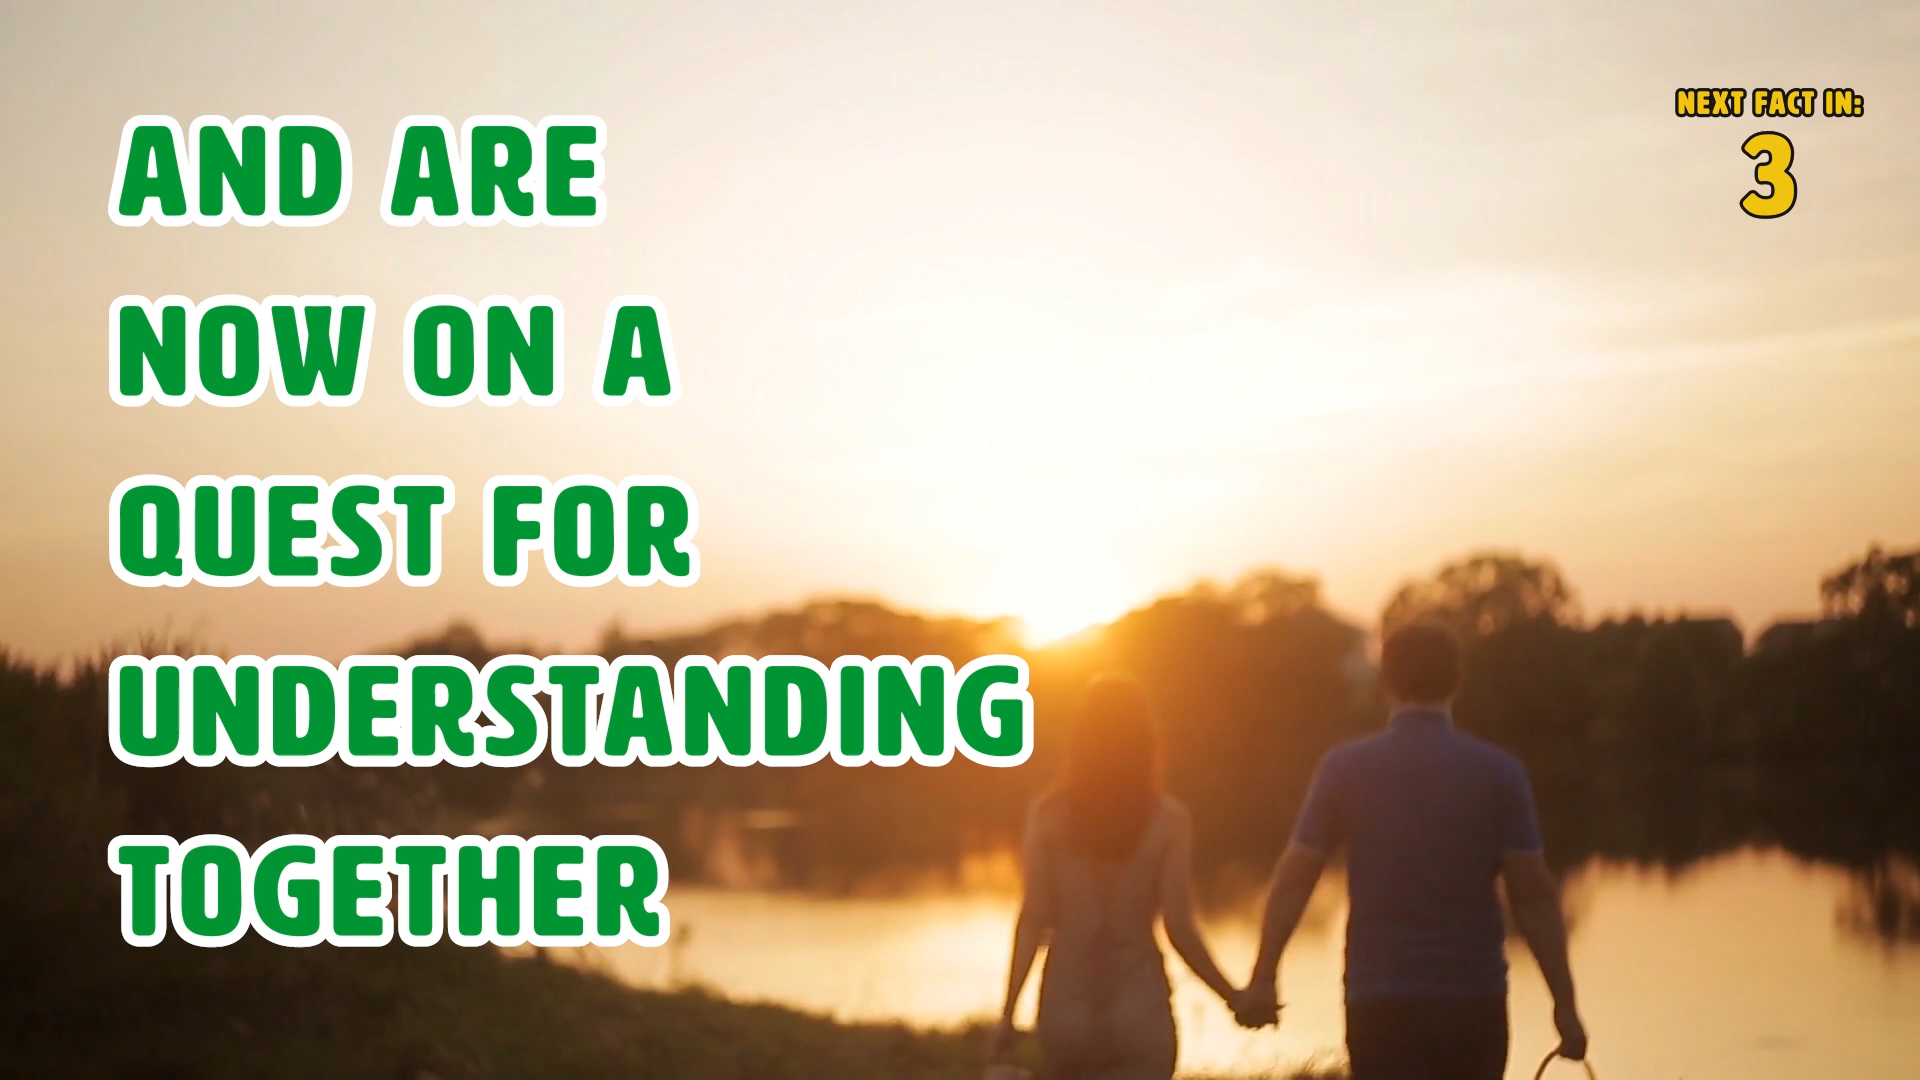 AND ARE
NOW ON A
QUEST FOR
UNDERSTANDING
TOGETHER
NEXT FACT IN:
3